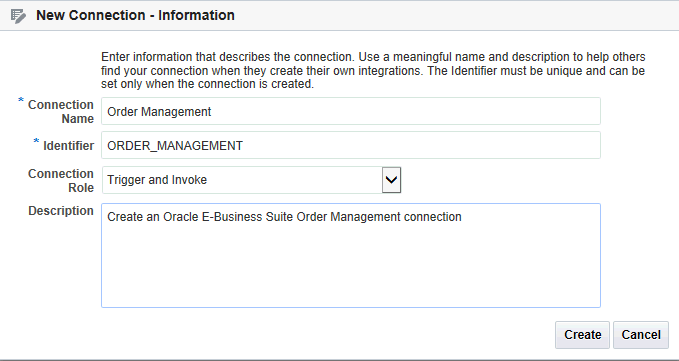 New Connection - Information
Enter information that describes the connection. Use a meaningful name and description to help others
find your connection when they create their own integrations. The Identifier must be unique and can be
set only when the connection is created.
* Connection
Name
Order Management
* Identifier
ORDER_MANAGEMENT
Connection
Role
Trigger and Invoke
Description
Create an Oracle E-Business Suite Order Management connection
Create
Cancel